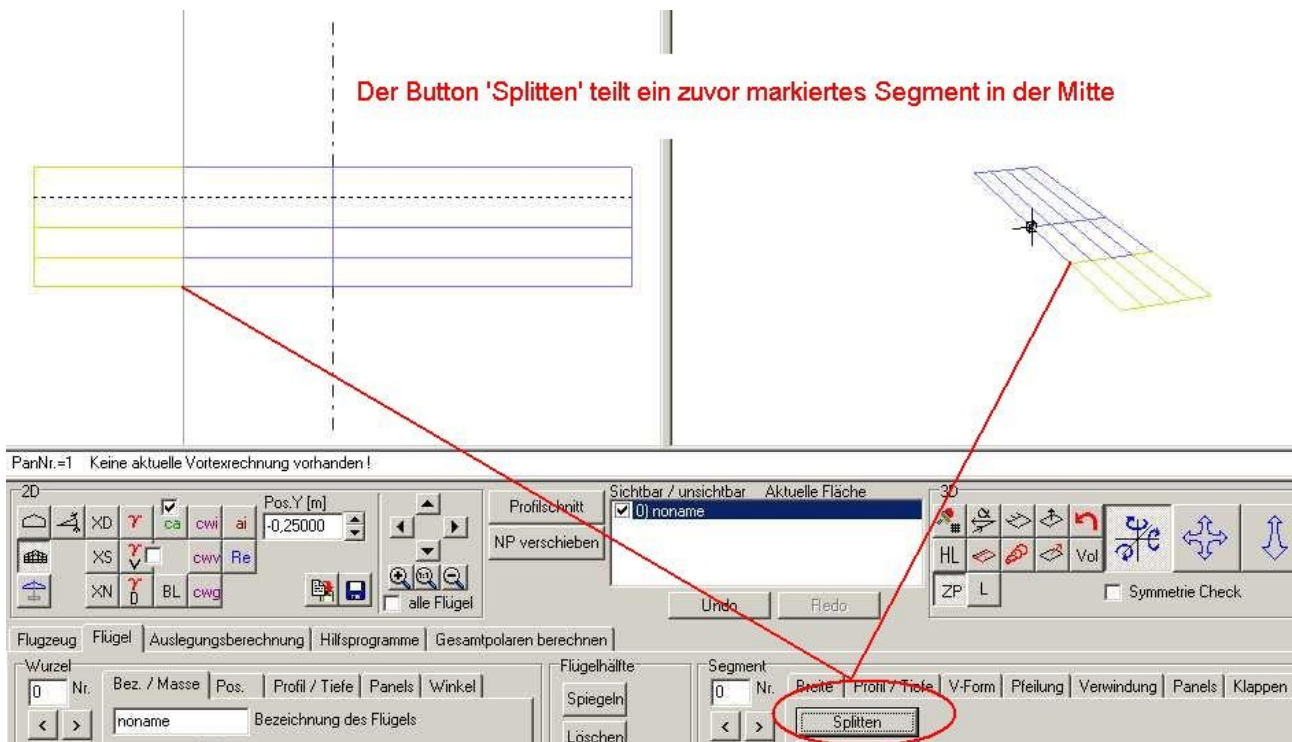 Der Button 'Splitten' teilt ein zuvor markiertes Segment in der Mitte
PanNr.=1 Keine aktuelle Vortexrechnung vorhanden !
2D
XD γ ca cwi ai
Pos.Y [m]
-0,25000
XS γ V cwv Re
XN γ D BL cwg
alle Flügel
Profilschnitt
NP verschieben
Sichtbar / unsichtbar Aktuelle Fläche
0) noname
Undo Redo
3D
α
HL Vol
ZP L
Symmetrie Check
Flugzeug Flügel Auslegungsberechnung Hilfsprogramme Gesamtpolaren berechnen
Wurzel
0 Nr.
< >
Bez. / Masse Pos. Profil / Tiefe Panels Winkel
noname Bezeichnung des Flügels
Flügelhälfte
Spiegeln
Löschen
Segment
0 Nr.
< >
Breite Profil / Tiefe V-Form Pfeilung Verwindung Panels Klappen
Splitten